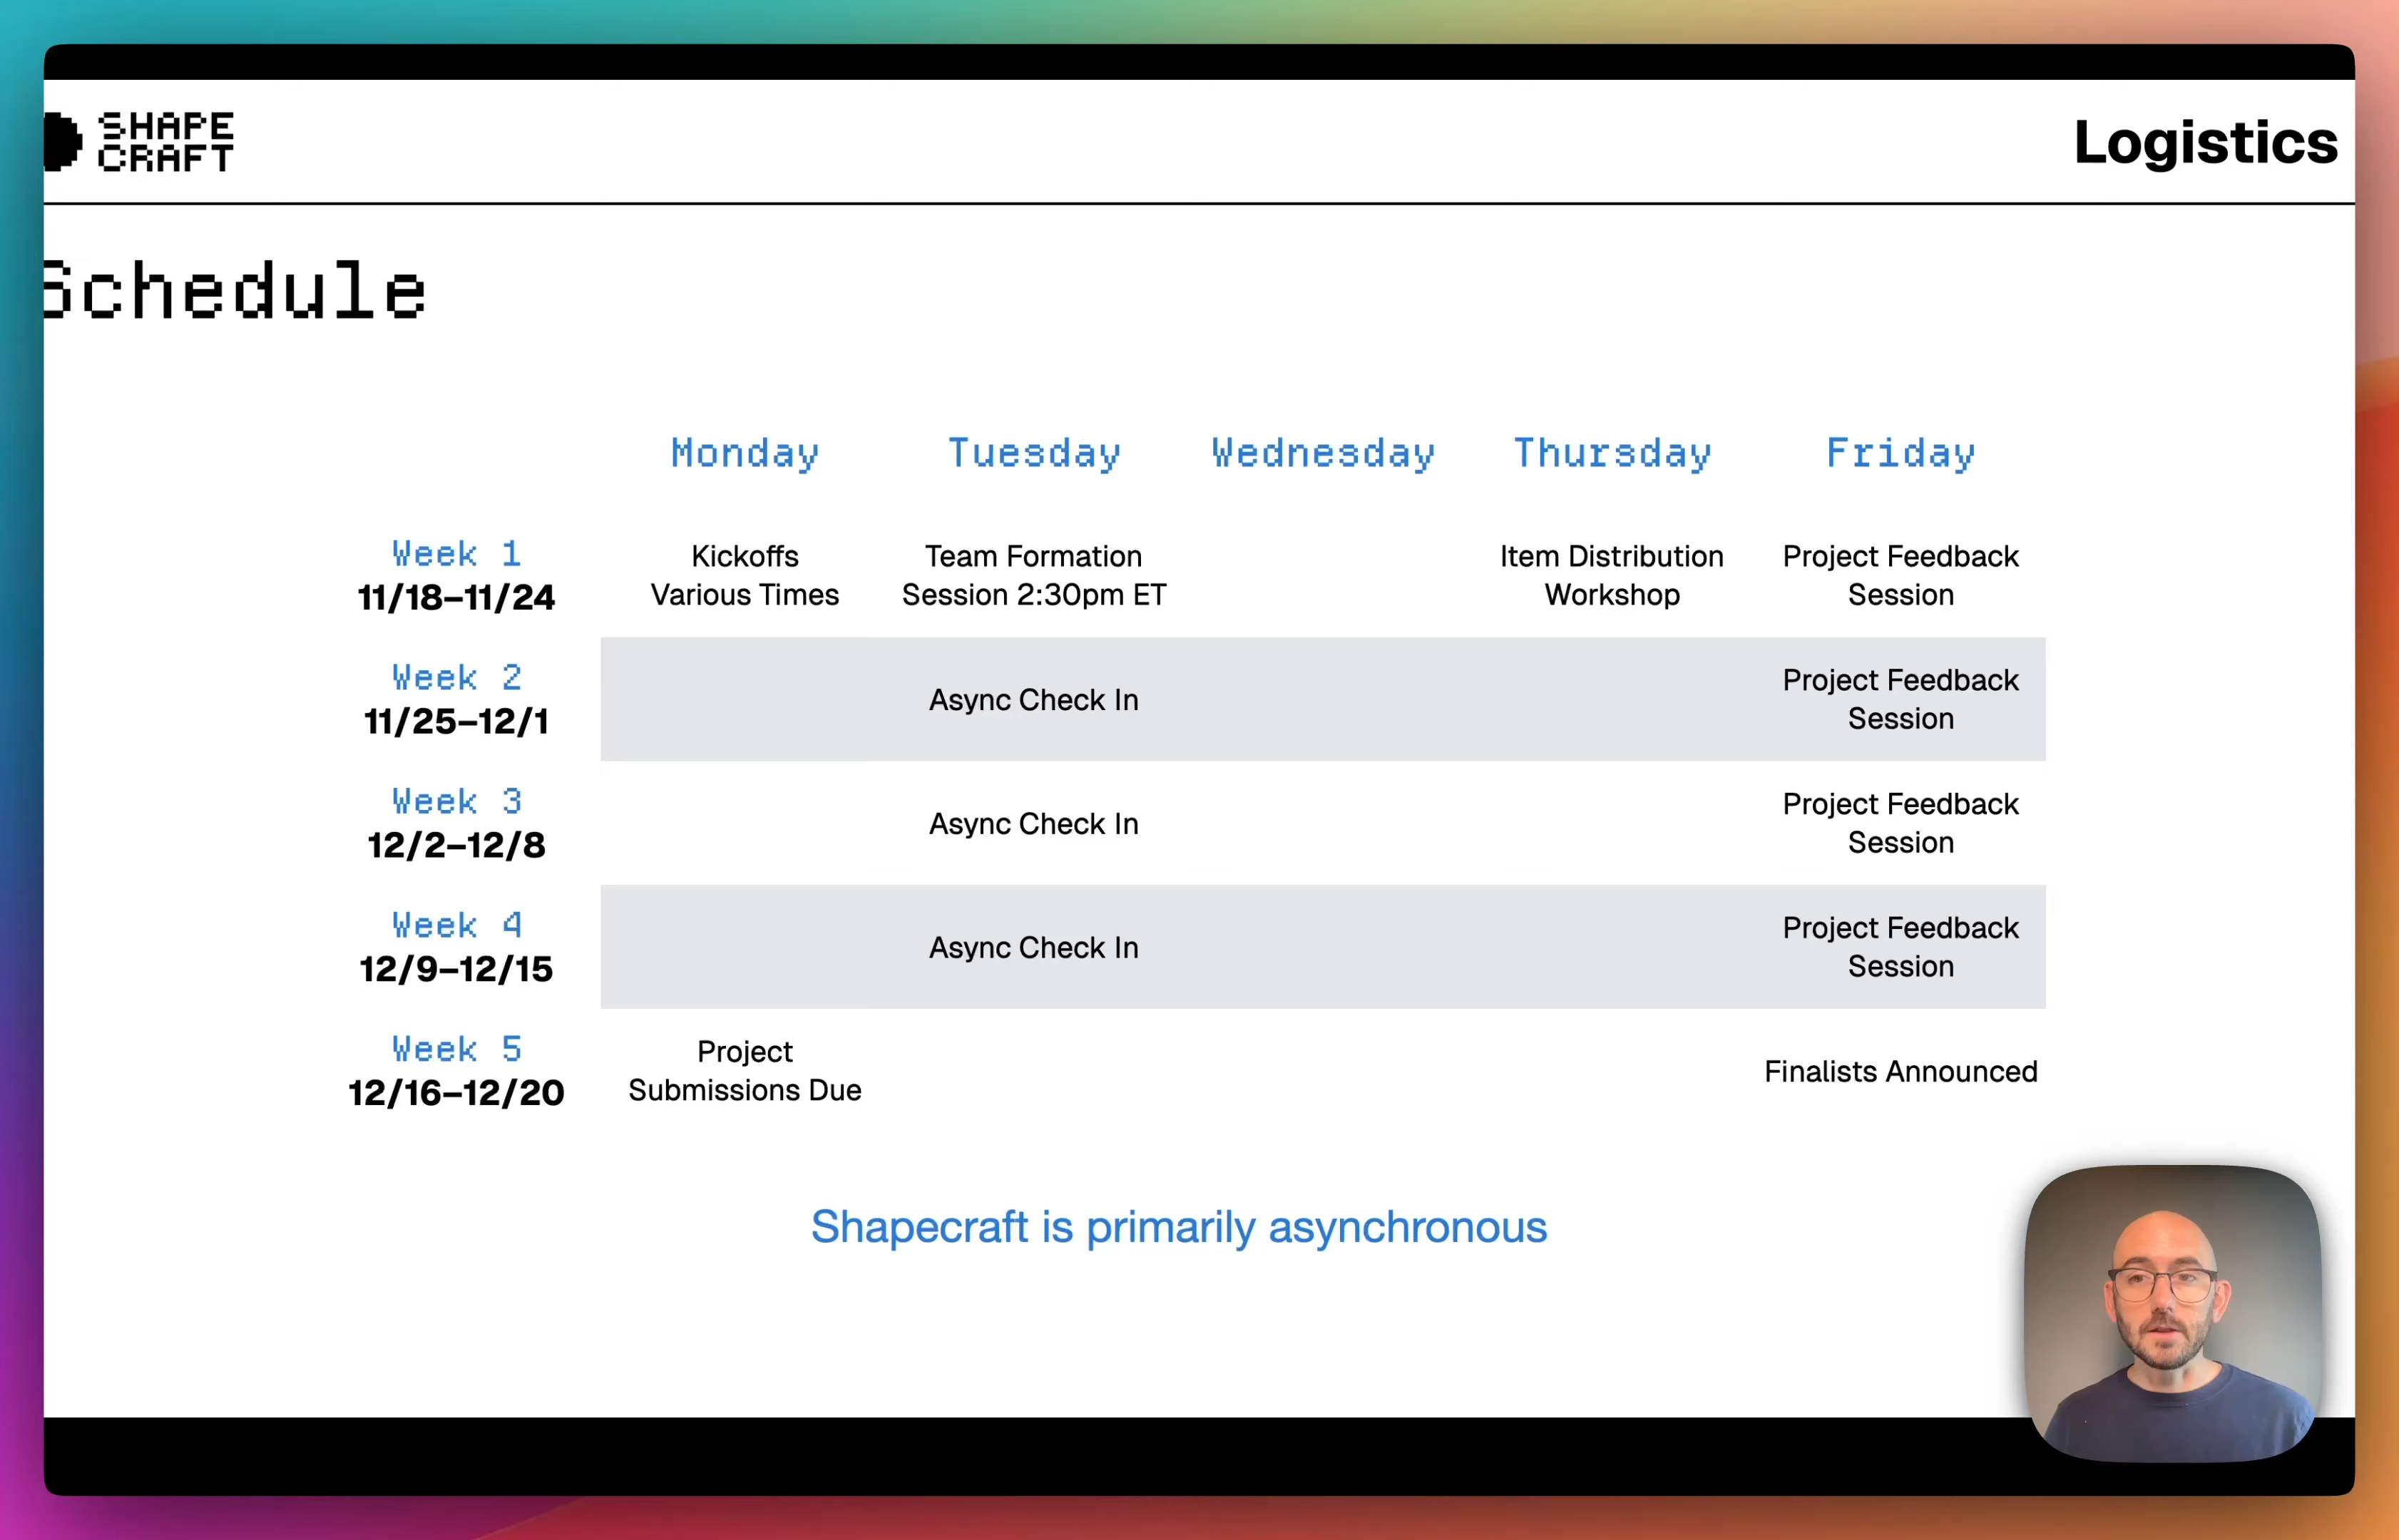 SHAPE
CRAFT
Logistics
Schedule
Monday Tuesday Wednesday Thursday Friday
Week 1
11/18–11/24
Kickoffs
Various Times
Team Formation
Session 2:30pm ET
Item Distribution
Workshop
Project Feedback
Session
Week 2
11/25–12/1
Async Check In
Project Feedback
Session
Week 3
12/2–12/8
Async Check In
Project Feedback
Session
Week 4
12/9–12/15
Async Check In
Project Feedback
Session
Week 5
12/16–12/20
Project
Submissions Due
Finalists Announced
Shapecraft is primarily asynchronous